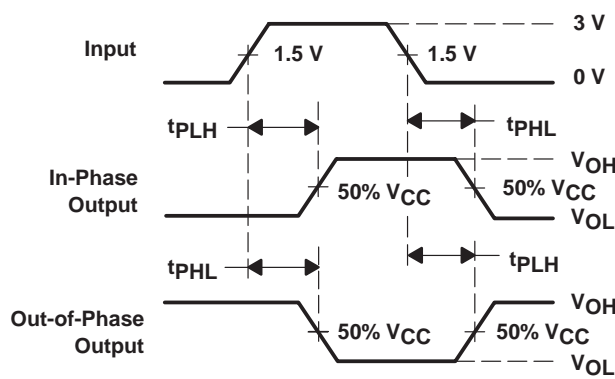 3 V
Input
1.5 V
1.5 V
0 V
tPLH
tPHL
VOH
In-Phase
Output
50% VCC
50% VCC
VOL
tPHL
tPLH
VOH
Out-of-Phase
Output
50% VCC
50% VCC
VOL